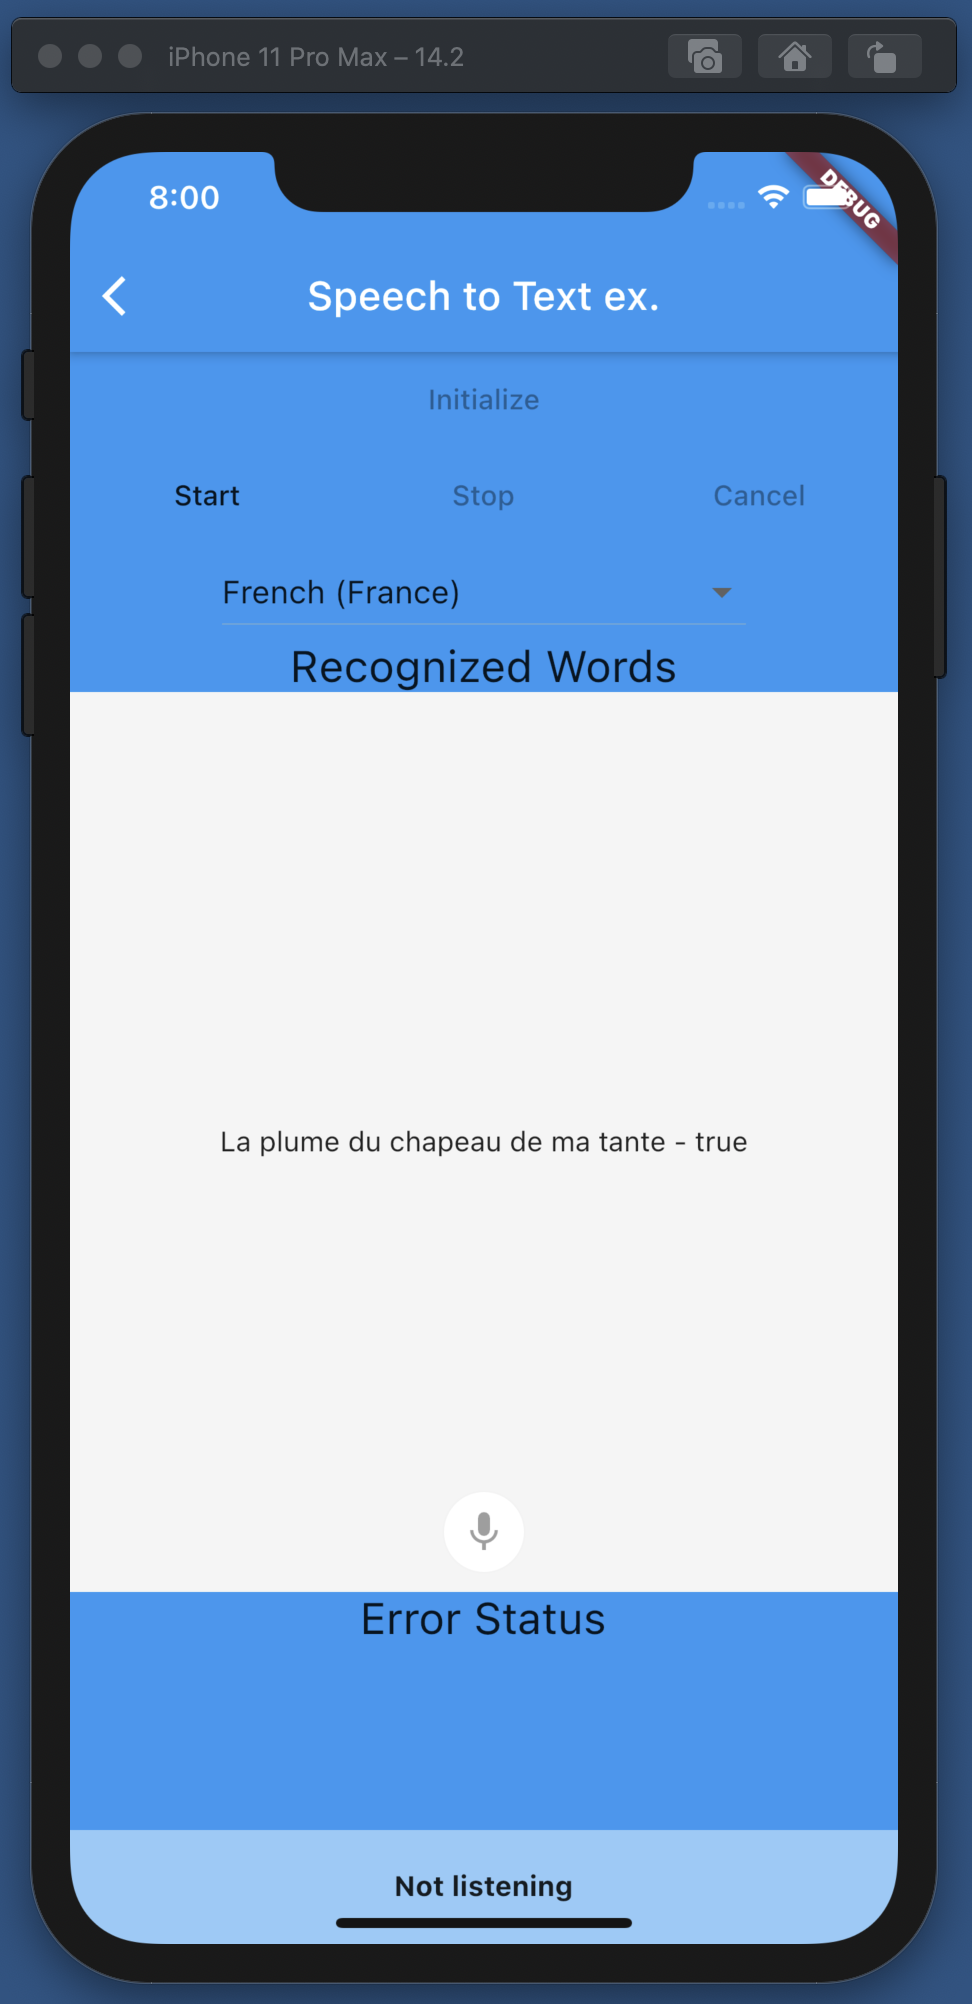 iPhone 11 Pro Max – 14.2
8:00
DEBUG
Speech to Text ex.
Initialize
Start Stop Cancel
French (France)
Recognized Words
La plume du chapeau de ma tante - true
Error Status
Not listening